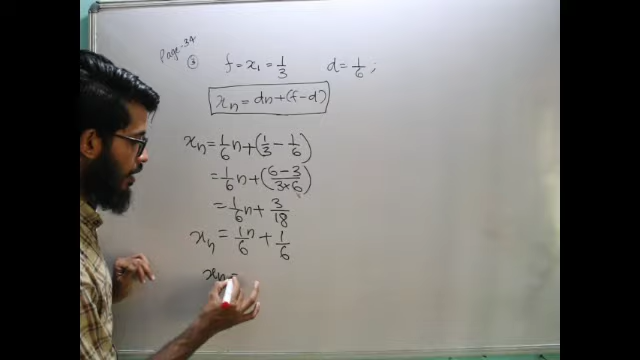 Page.34
③ f = x₁ = 1/3 d = 1/6 ;
xₙ = dn + (f - d)
xₙ = 1/6 n + (1/3 - 1/6)
= 1/6 n + (6-3 / 3×6)
= 1/6 n + 3/18
xₙ = 1n/6 + 1/6
xₙ =